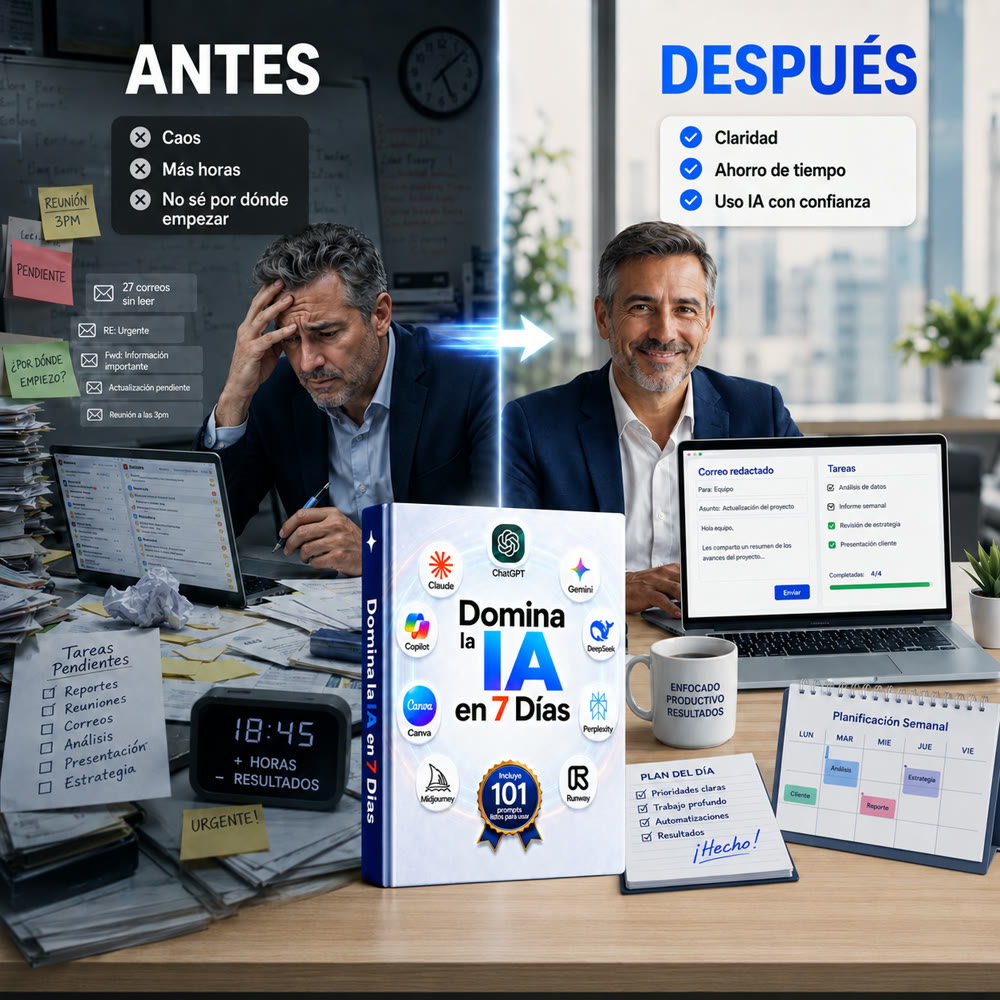 ANTES
Caos
Más horas
No sé por dónde
empezar
REUNIÓN
3PM
PENDIENTE
¿POR DÓNDE
EMPIEZO?
27 correos
sin leer
RE: Urgente
Fwd: Información
importante
Actualización pendiente
Reunión a las 3pm
Tareas
Pendientes
Reportes
Reuniones
Correos
Análisis
Presentación
Estrategia
18:45
+ HORAS
- RESULTADOS
URGENTE!
DESPUÉS
Claridad
Ahorro de tiempo
Uso IA con confianza
Domina la IA en 7 Días
ChatGPT
Claude
Gemini
Copilot
DeepSeek
Canva
Canva
Perplexity
Midjourney
Runway
Domina
la IA
en 7 Días
Incluye
101
prompts
listos para usar
Correo redactado
Para: Equipo
Asunto: Actualización del proyecto
Hola equipo,
Les comparto un resumen de los
avances del proyecto...
Enviar
Tareas
Análisis de datos
Informe semanal
Revisión de estrategia
Presentación cliente
Completadas: 4/4
ENFOCADO
PRODUCTIVO
RESULTADOS
PLAN DEL DÍA
Prioridades claras
Trabajo profundo
Automatizaciones
Resultados
¡Hecho!
Planificación Semanal
LUN MAR MIE JUE VIE
Análisis
Estrategia
Cliente
Reporte